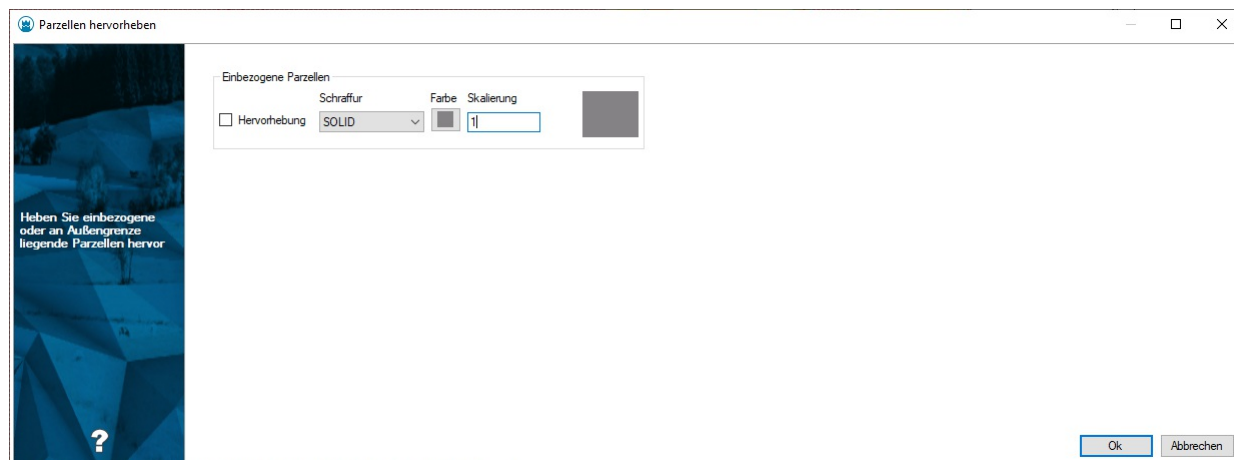 Parzellen hervorheben
Einbezogene Parzellen
Schraffur Farbe Skalierung
Hervorhebung SOLID 1
Heben Sie einbezogene
oder an Außengrenze
liegende Parzellen hervor
?
Ok Abbrechen